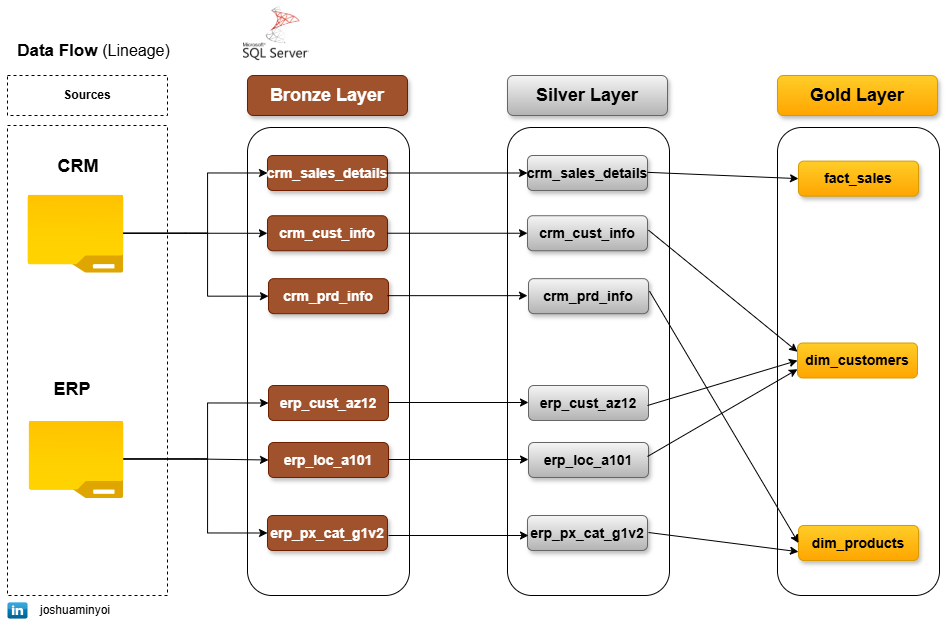 Microsoft
SQL Server
Data Flow (Lineage)
Sources
Bronze Layer
Silver Layer
Gold Layer
CRM
crm_sales_details
crm_sales_details
fact_sales
crm_cust_info
crm_cust_info
crm_prd_info
crm_prd_info
dim_customers
ERP
erp_cust_az12
erp_cust_az12
erp_loc_a101
erp_loc_a101
erp_px_cat_g1v2
erp_px_cat_g1v2
dim_products
in
joshuaminyoi